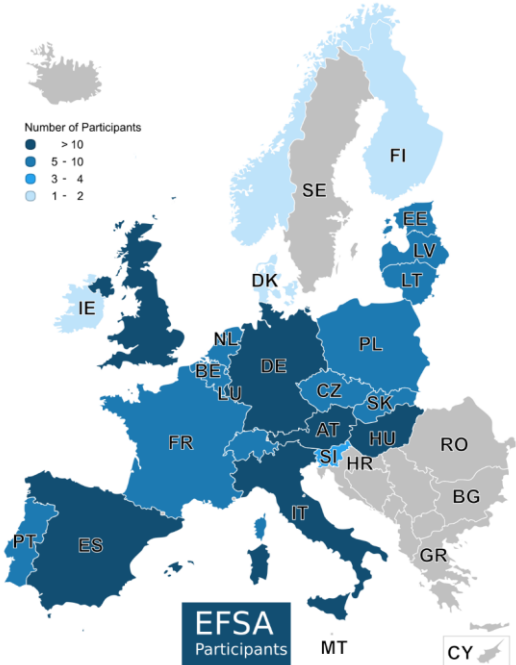 Number of Participants
> 10
5 - 10
3 - 4
1 - 2
FI
SE
EE
LV
LT
DK
IE
NL
PL
BE
DE
LU
CZ
SK
AT
FR
HU
RO
SI
HR
BG
IT
PT
ES
GR
EFSA
Participants
MT
CY